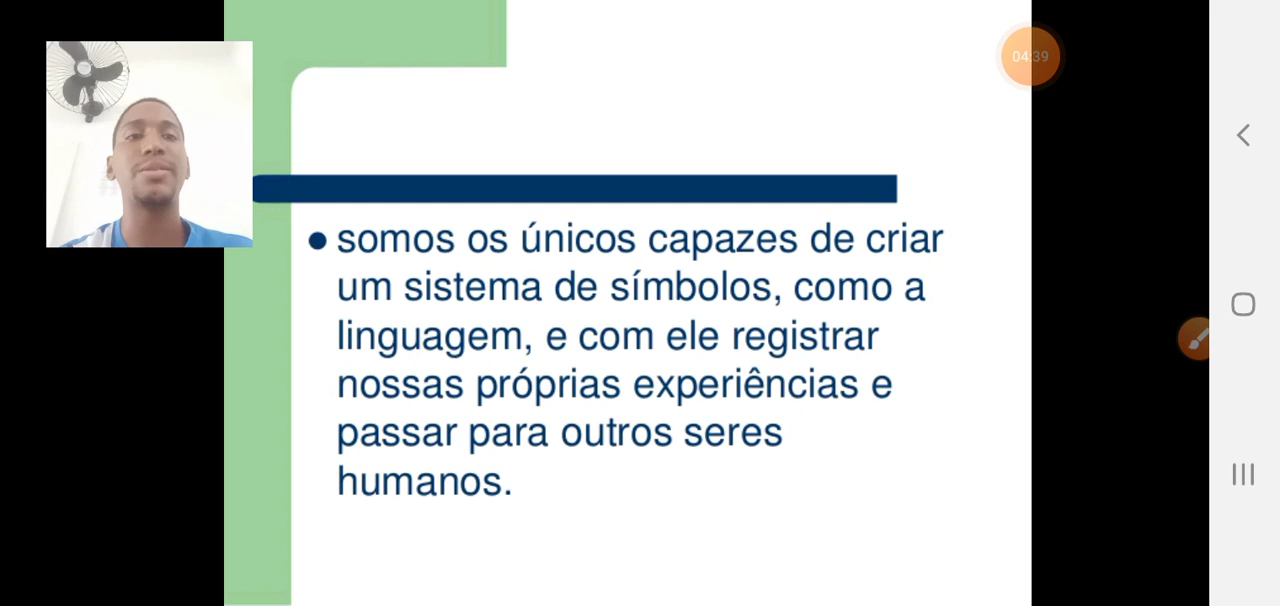 04:39
somos os únicos capazes de criar
um sistema de símbolos, como a
linguagem, e com ele registrar
nossas próprias experiências e
passar para outros seres
humanos.